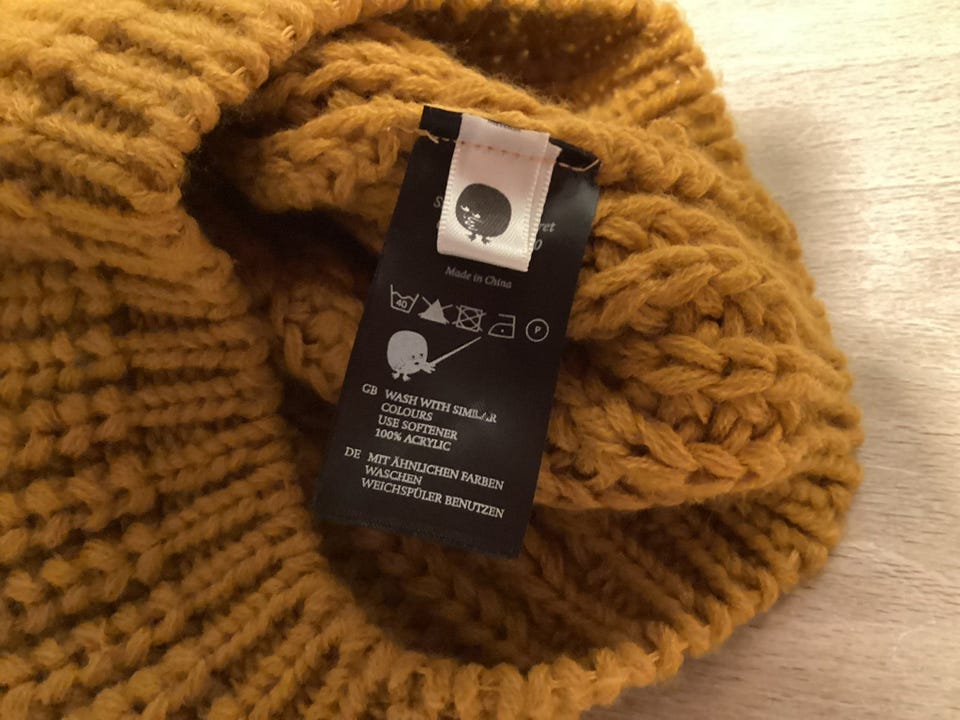 Made in China
40
P
GB WASH WITH SIMILAR
COLOURS
USE SOFTENER
100% ACRYLIC
DE MIT ÄHNLICHEN FARBEN
WASCHEN
WEICHSPÜLER BENUTZEN